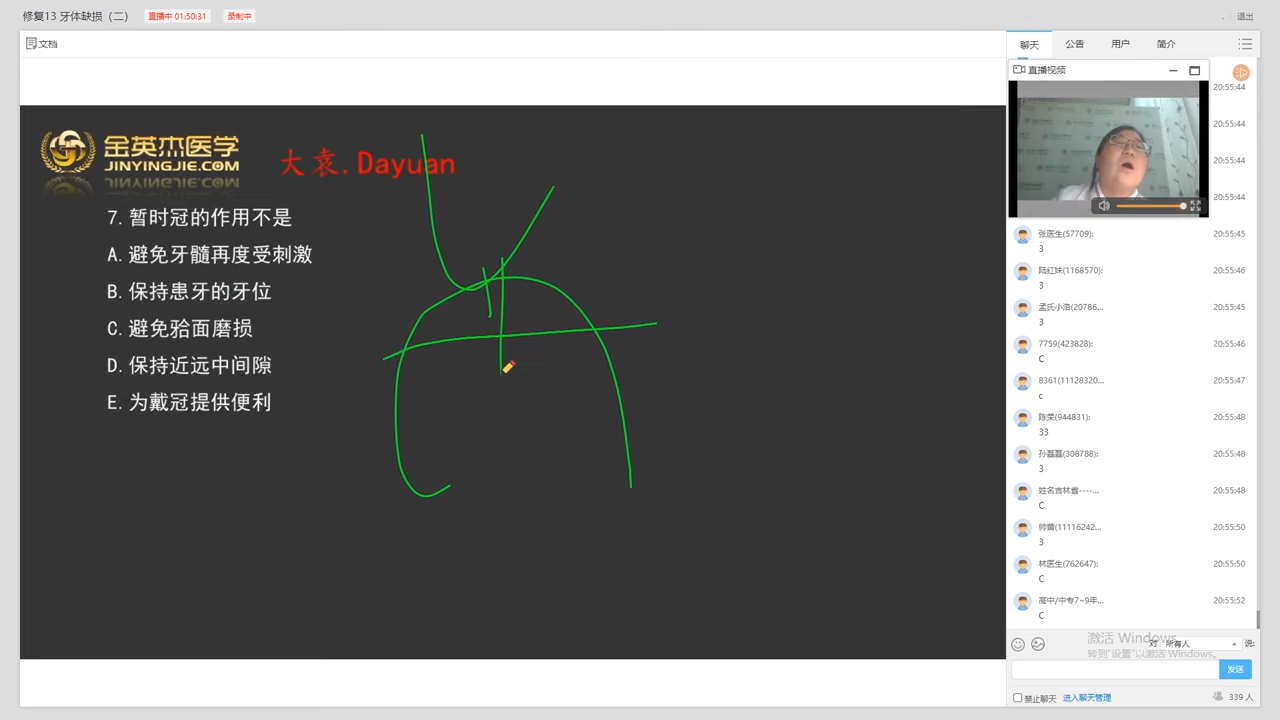 修复13 牙体缺损（二）
直播中 01:50:31
录制中
退出
文档
聊天
公告
用户
简介
直播视频
金英杰医学
JINYINGJIE.COM
大袁.Dayuan
7. 暂时冠的作用不是
A. 避免牙髓再度受刺激
B. 保持患牙的牙位
C. 避免𬌗面磨损
D. 保持近远中间隙
E. 为戴冠提供便利
20:55:44
20:55:44
20:55:44
20:55:44
张医生(57709):
20:55:45
3
陆红妹(1168570):
20:55:46
3
孟氏小洛(20786...
20:55:45
3
7759(423828):
20:55:46
C
8361(11128320...
20:55:47
c
陈荣(944831):
20:55:48
33
孙磊磊(308788):
20:55:48
3
姓名吉林省----...
20:55:48
C
帅茵(11116242...
20:55:50
3
林医生(762647):
20:55:50
C
高中/中专7~9年...
20:55:52
C
激活 Windows
转到"设置"以激活 Windows。
对
所有人
说:
发送
禁止聊天
进入聊天管理
339 人